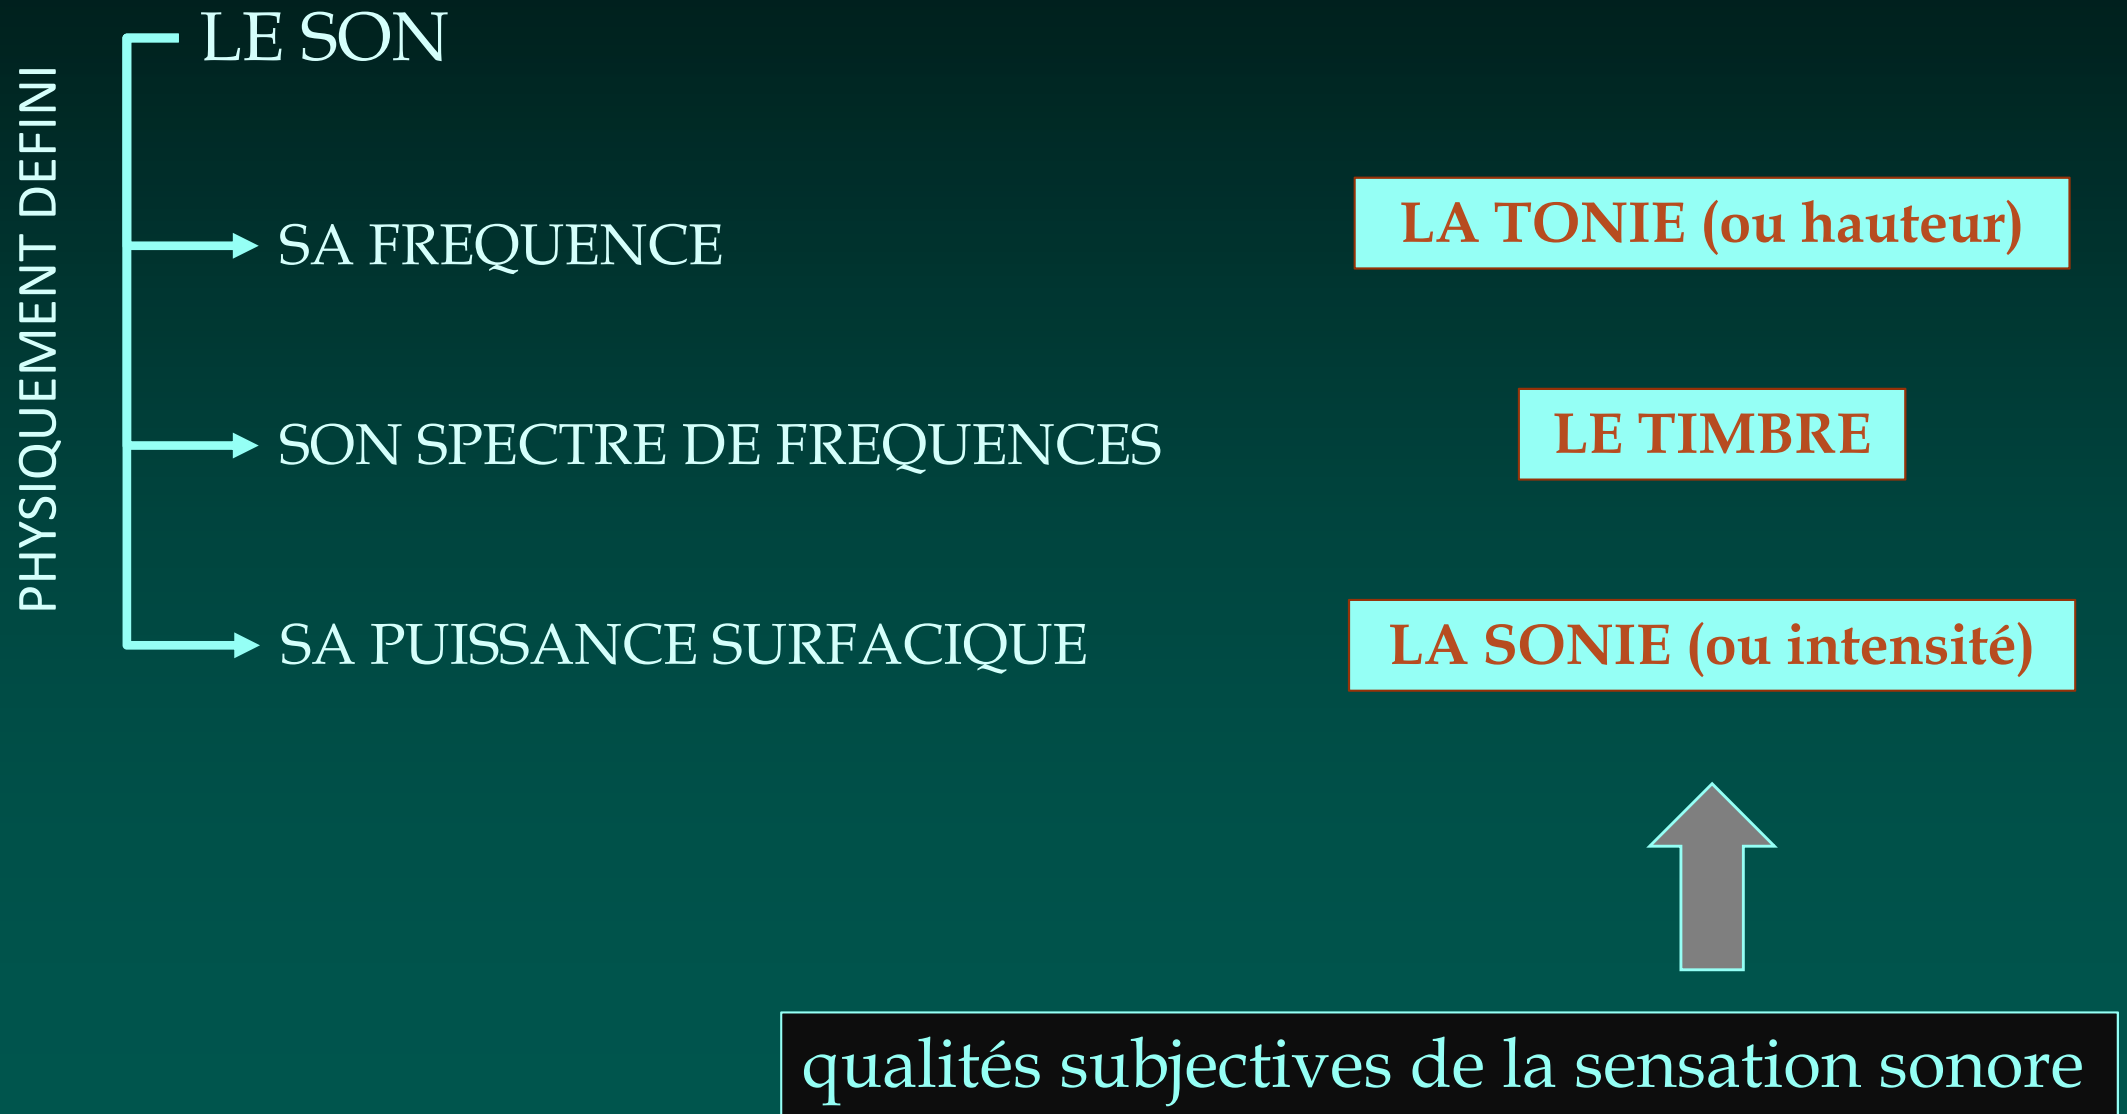 LE SON
PHYSIQUEMENT DEFINI
SA FREQUENCE
LA TONIE (ou hauteur)
SON SPECTRE DE FREQUENCES
LE TIMBRE
SA PUISSANCE SURFACIQUE
LA SONIE (ou intensité)
qualités subjectives de la sensation sonore